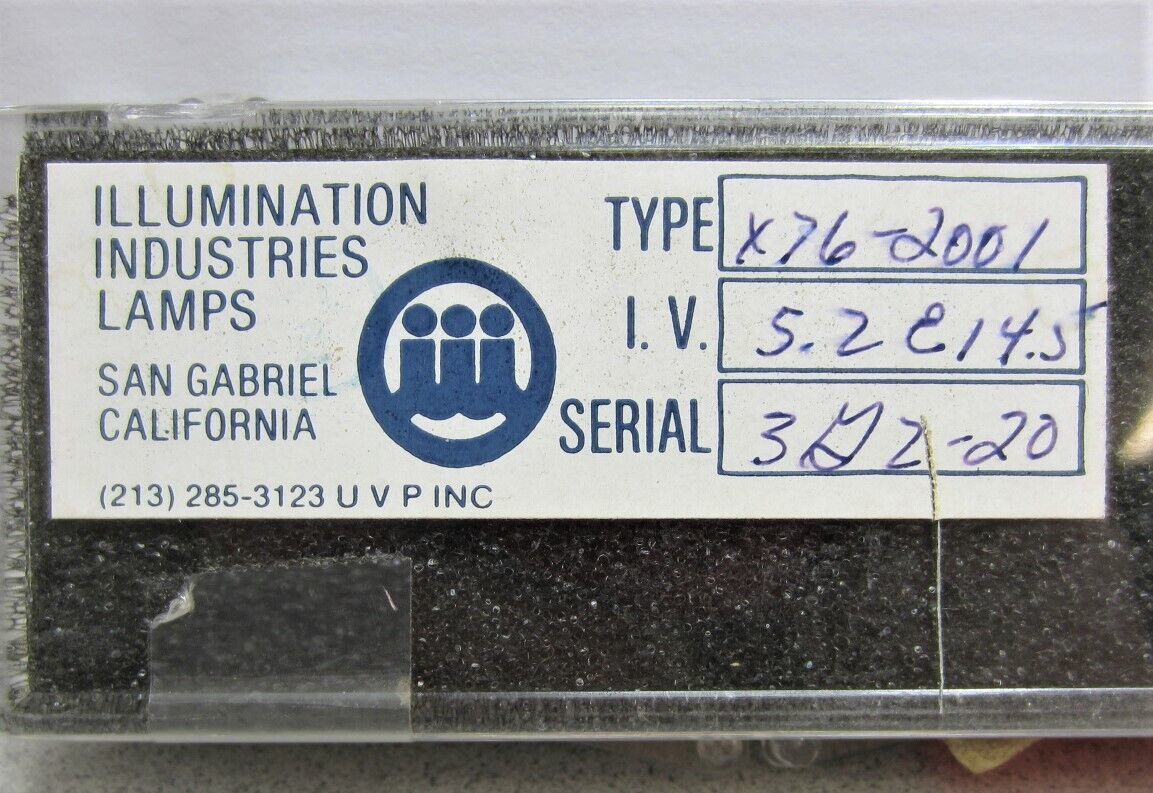 ILLUMINATION
INDUSTRIES
LAMPS
SAN GABRIEL
CALIFORNIA
(213) 285-3123 U V P INC
TYPE X76-2001
I. V. 5.2 @ 14.5
SERIAL